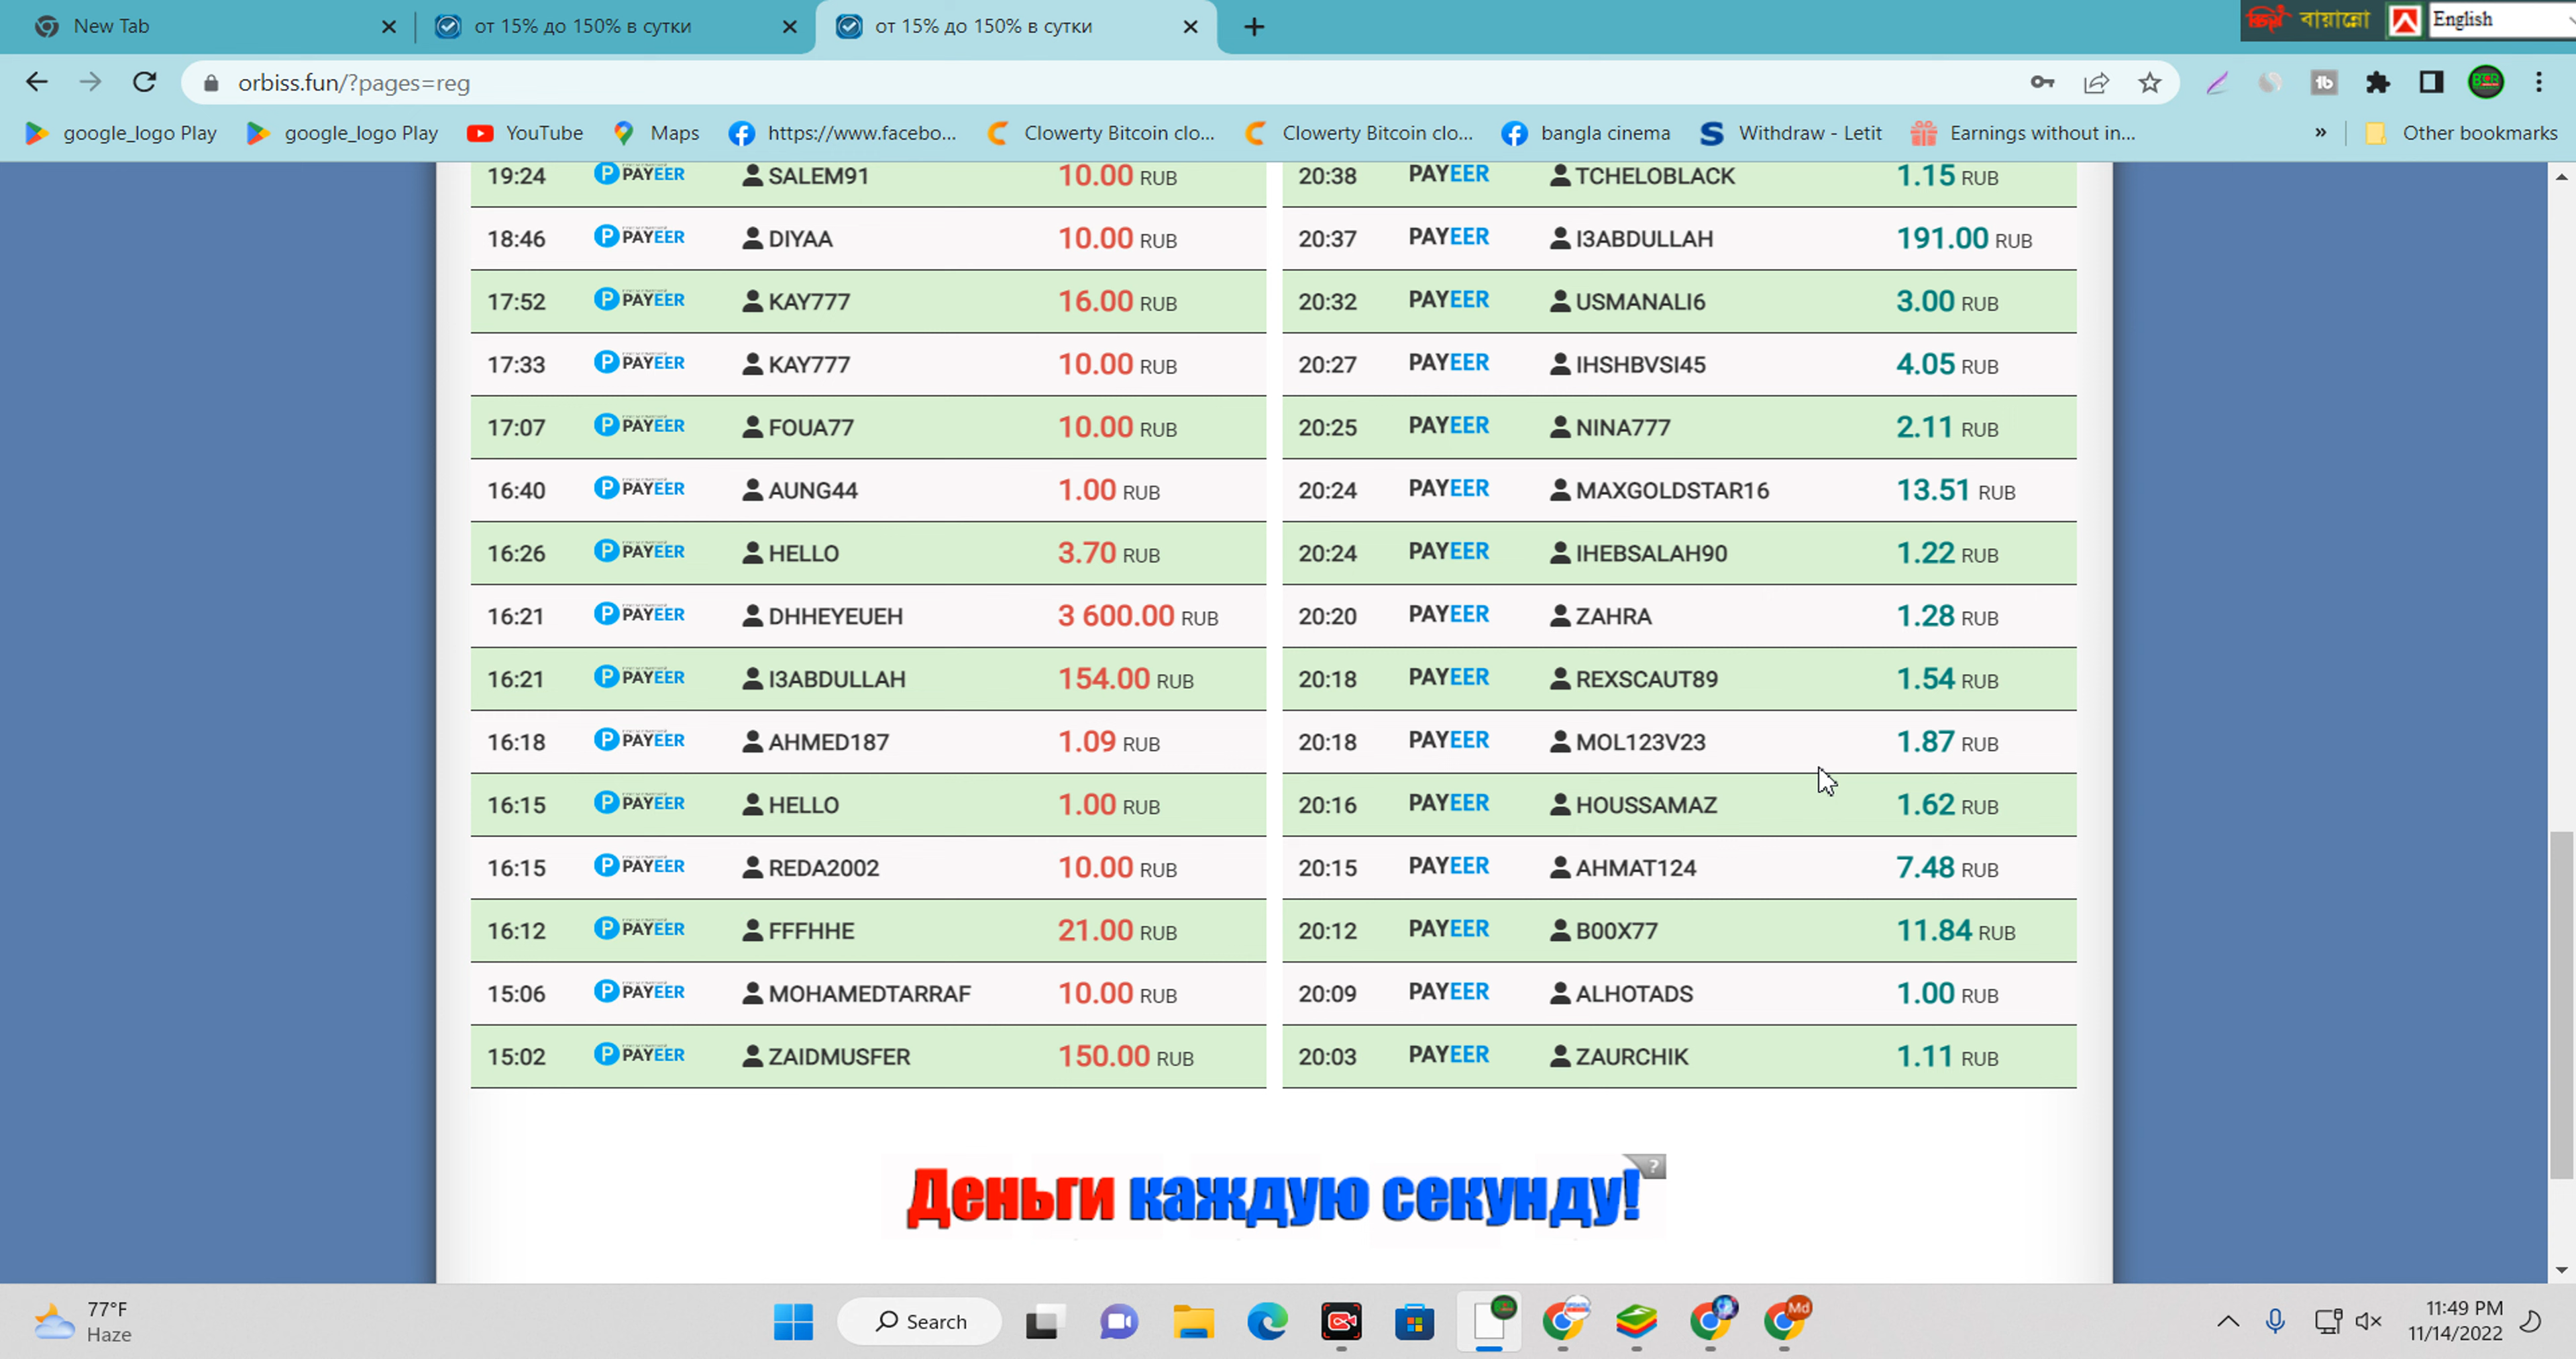 New Tab от 15% до 150% в сутки от 15% до 150% в сутки বায়ান্নো English
orbiss.fun/?pages=reg
google_logo Play google_logo Play YouTube Maps https://www.facebo... Clowerty Bitcoin clo... Clowerty Bitcoin clo... bangla cinema Withdraw - Letit Earnings without in... » Other bookmarks
19:24 PAYEER SALEM91 10.00 RUB 20:38 PAYEER TCHELOBLACK 1.15 RUB
18:46 PAYEER DIYAA 10.00 RUB 20:37 PAYEER I3ABDULLAH 191.00 RUB
17:52 PAYEER KAY777 16.00 RUB 20:32 PAYEER USMANALI6 3.00 RUB
17:33 PAYEER KAY777 10.00 RUB 20:27 PAYEER IHSHBVSI45 4.05 RUB
17:07 PAYEER FOUA77 10.00 RUB 20:25 PAYEER NINA777 2.11 RUB
16:40 PAYEER AUNG44 1.00 RUB 20:24 PAYEER MAXGOLDSTAR16 13.51 RUB
16:26 PAYEER HELLO 3.70 RUB 20:24 PAYEER IHEBSALAH90 1.22 RUB
16:21 PAYEER DHHEYEUEH 3 600.00 RUB 20:20 PAYEER ZAHRA 1.28 RUB
16:21 PAYEER I3ABDULLAH 154.00 RUB 20:18 PAYEER REXSCAUT89 1.54 RUB
16:18 PAYEER AHMED187 1.09 RUB 20:18 PAYEER MOL123V23 1.87 RUB
16:15 PAYEER HELLO 1.00 RUB 20:16 PAYEER HOUSSAMAZ 1.62 RUB
16:15 PAYEER REDA2002 10.00 RUB 20:15 PAYEER AHMAT124 7.48 RUB
16:12 PAYEER FFFHHE 21.00 RUB 20:12 PAYEER B00X77 11.84 RUB
15:06 PAYEER MOHAMEDTARRAF 10.00 RUB 20:09 PAYEER ALHOTADS 1.00 RUB
15:02 PAYEER ZAIDMUSFER 150.00 RUB 20:03 PAYEER ZAURCHIK 1.11 RUB
Деньги каждую секунду! ?
77°F
Haze
Search
Md
11:49 PM
11/14/2022